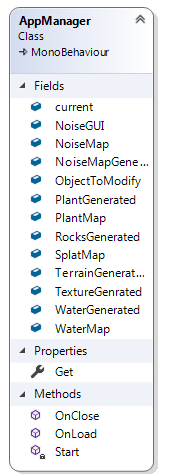 AppManager
Class
MonoBehaviour
Fields
current
NoiseGUI
NoiseMap
NoiseMapGene...
ObjectToModify
PlantGenerated
PlantMap
RocksGenerated
SplatMap
TerrainGenerat...
TextureGenrated
WaterGenerated
WaterMap
Properties
Get
Methods
OnClose
OnLoad
Start